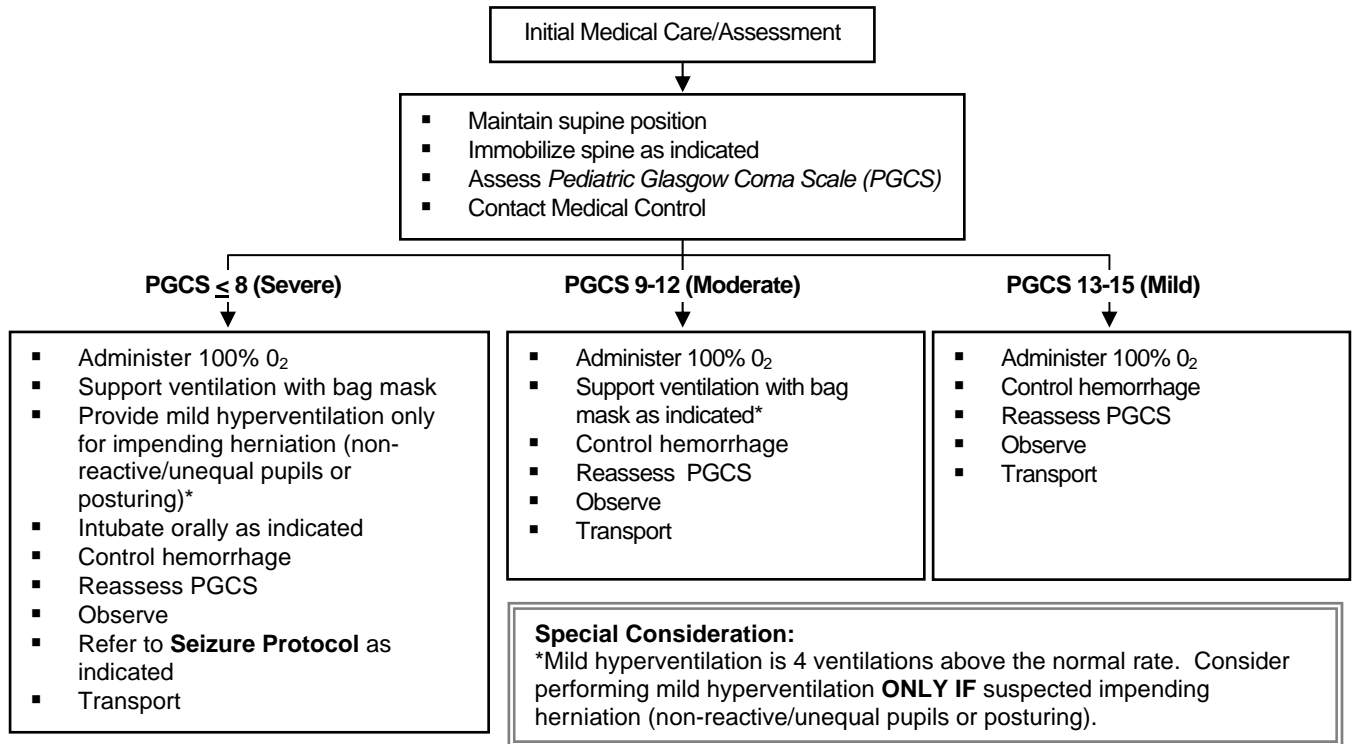 Initial Medical Care/Assessment
▪ Maintain supine position
▪ Immobilize spine as indicated
▪ Assess Pediatric Glasgow Coma Scale (PGCS)
▪ Contact Medical Control
PGCS ≤ 8 (Severe)
▪ Administer 100% 0₂
▪ Support ventilation with bag mask
▪ Provide mild hyperventilation only
for impending herniation (non-
reactive/unequal pupils or
posturing)*
▪ Intubate orally as indicated
▪ Control hemorrhage
▪ Reassess PGCS
▪ Observe
▪ Refer to Seizure Protocol as
indicated
▪ Transport
PGCS 9-12 (Moderate)
▪ Administer 100% 0₂
▪ Support ventilation with bag
mask as indicated*
▪ Control hemorrhage
▪ Reassess PGCS
▪ Observe
▪ Transport
PGCS 13-15 (Mild)
▪ Administer 100% 0₂
▪ Control hemorrhage
▪ Reassess PGCS
▪ Observe
▪ Transport
Special Consideration:
*Mild hyperventilation is 4 ventilations above the normal rate. Consider
performing mild hyperventilation ONLY IF suspected impending
herniation (non-reactive/unequal pupils or posturing).